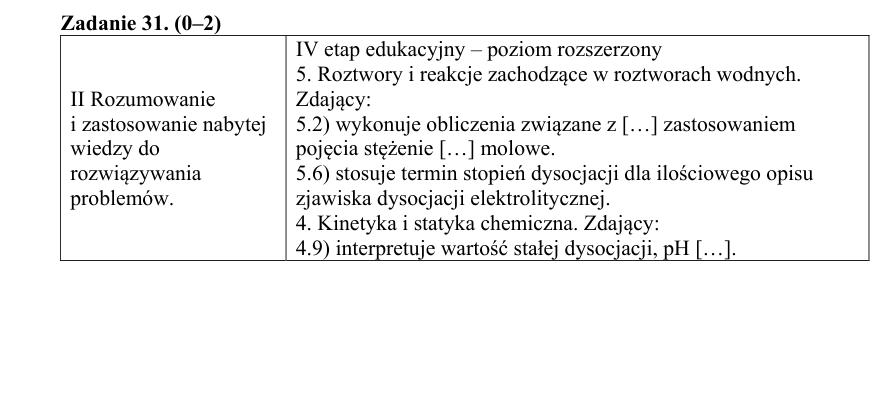 Zadanie 31. (0–2)
II Rozumowanie
i zastosowanie nabytej
wiedzy do
rozwiązywania
problemów.
IV etap edukacyjny – poziom rozszerzony
5. Roztwory i reakcje zachodzące w roztworach wodnych.
Zdający:
5.2) wykonuje obliczenia związane z […] zastosowaniem
pojęcia stężenie […] molowe.
5.6) stosuje termin stopień dysocjacji dla ilościowego opisu
zjawiska dysocjacji elektrolitycznej.
4. Kinetyka i statyka chemiczna. Zdający:
4.9) interpretuje wartość stałej dysocjacji, pH […].